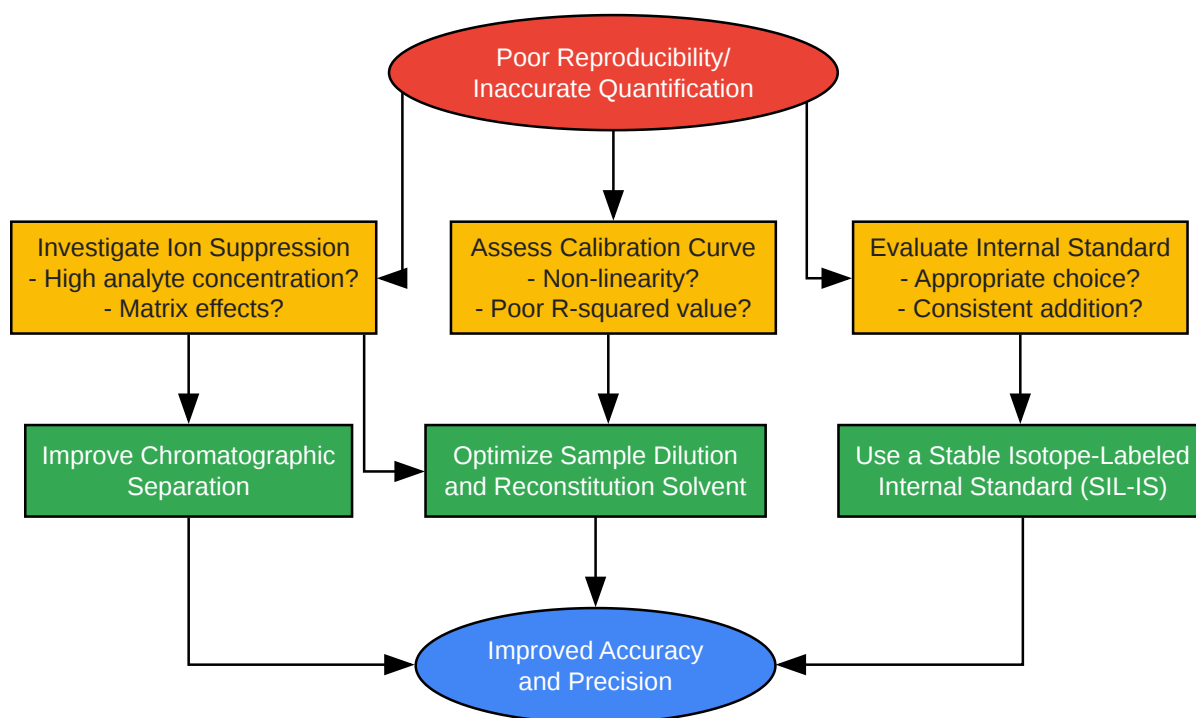 Poor Reproducibility/
Inaccurate Quantification
Investigate Ion Suppression
- High analyte concentration?
- Matrix effects?
Assess Calibration Curve
- Non-linearity?
- Poor R-squared value?
Evaluate Internal Standard
- Appropriate choice?
- Consistent addition?
Improve Chromatographic
Separation
Optimize Sample Dilution
and Reconstitution Solvent
Use a Stable Isotope-Labeled
Internal Standard (SIL-IS)
Improved Accuracy
and Precision